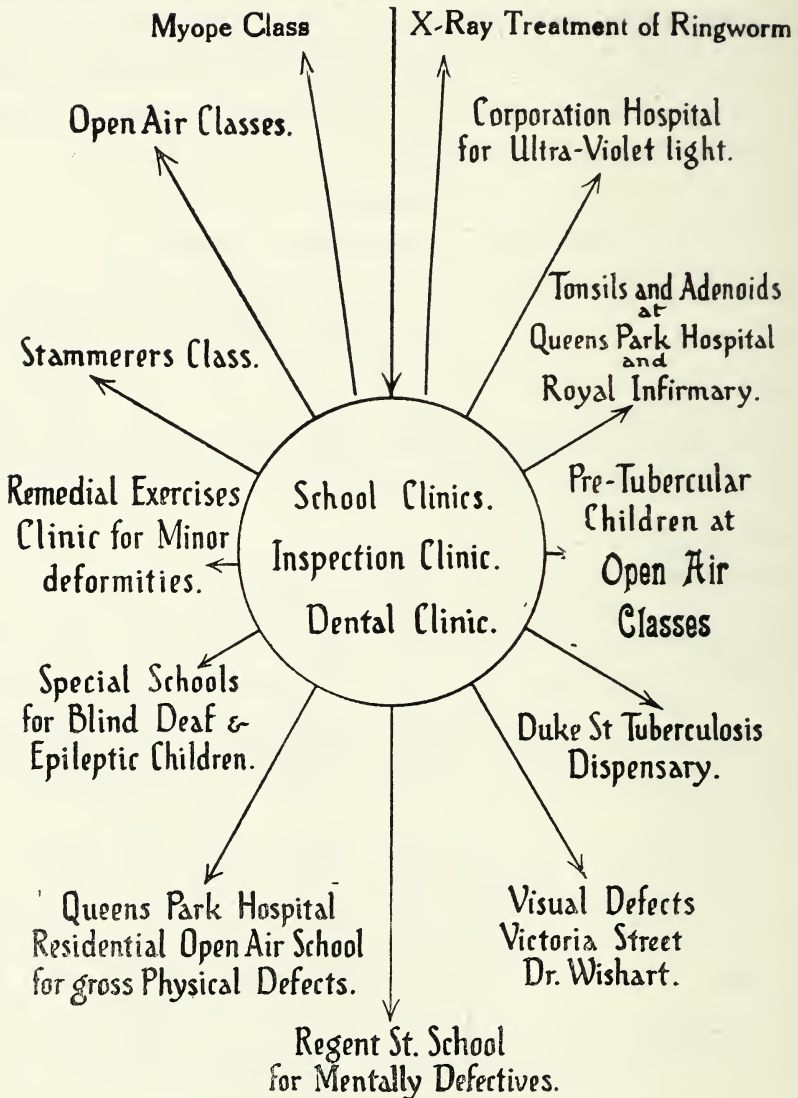 Myope Class
X-Ray Treatment of Ringworm
Open Air Classes.
Corporation Hospital
for Ultra-Violet light.
Tonsils and Adenoids
at
Queens Park Hospital
and
Royal Infirmary.
Stammerers Class.
Remedial Exercises
Clinic for Minor
deformities.
School Clinics.
Inspection Clinic.
Dental Clinic.
Pre-Tubercular
Children at
Open Air
Classes
Special Schools
for Blind Deaf &
Epileptic Children.
Duke St Tuberculosis
Dispensary.
Queens Park Hospital
Residential Open Air School
for gross Physical Defects.
Visual Defects
Victoria Street
Dr. Wishart.
Regent St. School
for Mentally Defectives.